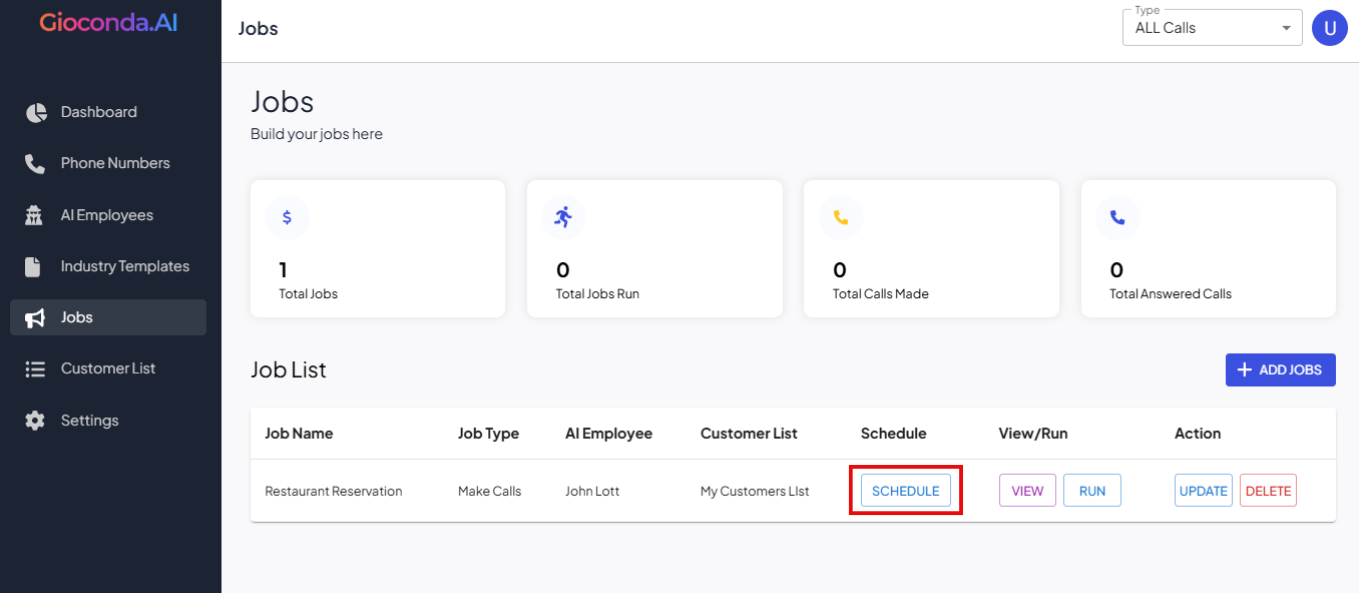 Gioconda.AI
Jobs
Type
ALL Calls
U
Dashboard
Phone Numbers
AI Employees
Industry Templates
Jobs
Customer List
Settings
Jobs
Build your jobs here
$
1
Total Jobs
0
Total Jobs Run
0
Total Calls Made
0
Total Answered Calls
Job List
+ ADD JOBS
Job Name Job Type AI Employee Customer List Schedule View/Run Action
Restaurant Reservation Make Calls John Lott My Customers LIst SCHEDULE VIEW RUN UPDATE DELETE